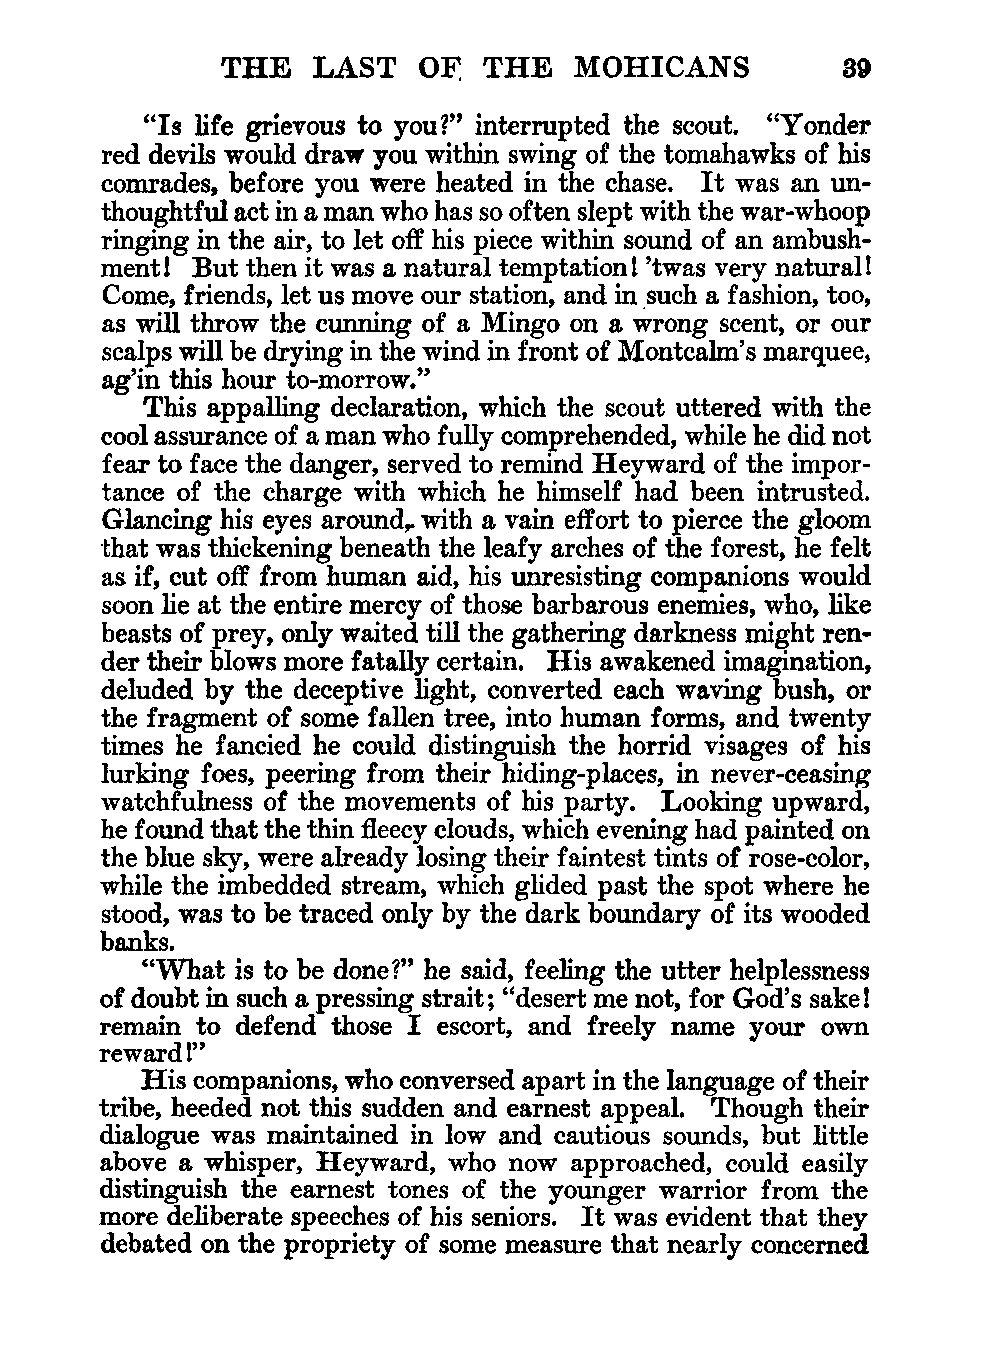 THE LAST OF THE MOHICANS 39
“Is life grievous to you?” interrupted the scout. “Yonder
red devils would draw you within swing of the tomahawks of his
comrades, before you were heated in the chase. It was an un-
thoughtful act in a man who has so often slept with the war-whoop
ringing in the air, to let off his piece within sound of an ambush-
ment! But then it was a natural temptation! ’twas very natural!
Come, friends, let us move our station, and in such a fashion, too,
as will throw the cunning of a Mingo on a wrong scent, or our
scalps will be drying in the wind in front of Montcalm’s marquee,
ag’in this hour to-morrow.”
This appalling declaration, which the scout uttered with the
cool assurance of a man who fully comprehended, while he did not
fear to face the danger, served to remind Heyward of the impor-
tance of the charge with which he himself had been intrusted.
Glancing his eyes around, with a vain effort to pierce the gloom
that was thickening beneath the leafy arches of the forest, he felt
as if, cut off from human aid, his unresisting companions would
soon lie at the entire mercy of those barbarous enemies, who, like
beasts of prey, only waited till the gathering darkness might ren-
der their blows more fatally certain. His awakened imagination,
deluded by the deceptive light, converted each waving bush, or
the fragment of some fallen tree, into human forms, and twenty
times he fancied he could distinguish the horrid visages of his
lurking foes, peering from their hiding-places, in never-ceasing
watchfulness of the movements of his party. Looking upward,
he found that the thin fleecy clouds, which evening had painted on
the blue sky, were already losing their faintest tints of rose-color,
while the imbedded stream, which glided past the spot where he
stood, was to be traced only by the dark boundary of its wooded
banks.
“What is to be done?” he said, feeling the utter helplessness
of doubt in such a pressing strait; “desert me not, for God’s sake!
remain to defend those I escort, and freely name your own
reward!”
His companions, who conversed apart in the language of their
tribe, heeded not this sudden and earnest appeal. Though their
dialogue was maintained in low and cautious sounds, but little
above a whisper, Heyward, who now approached, could easily
distinguish the earnest tones of the younger warrior from the
more deliberate speeches of his seniors. It was evident that they
debated on the propriety of some measure that nearly concerned